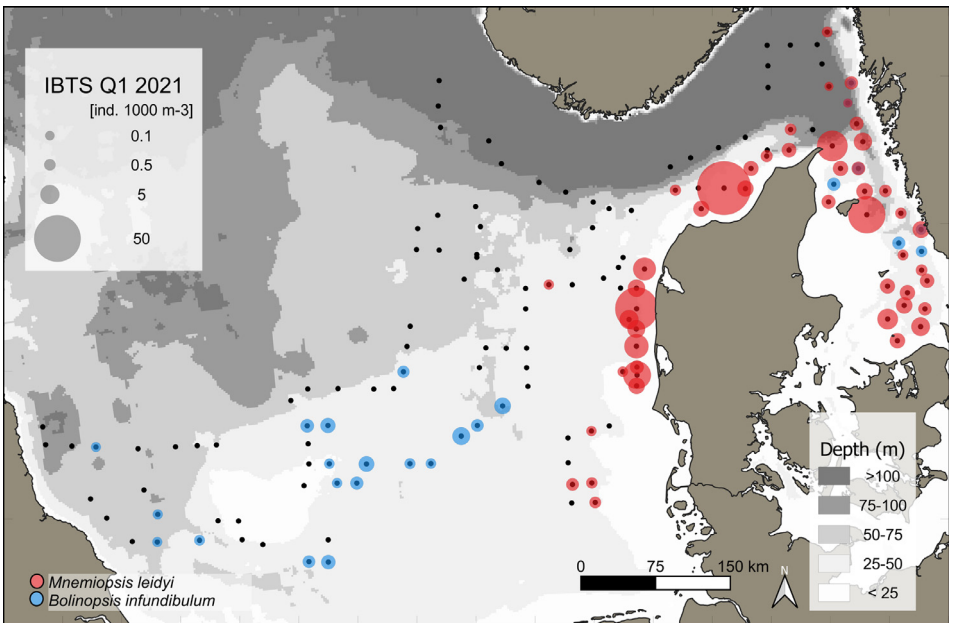 IBTS Q1 2021
[ind. 1000 m-3]
0.1
0.5
5
50
Depth (m)
>100
75-100
50-75
25-50
< 25
0 75 150 km
N
Mnemiopsis leidyi
Bolinopsis infundibulum